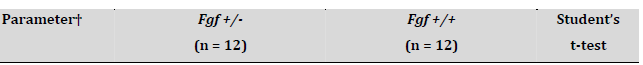 Parameter† Fgf +/- Fgf +/+ Student’s
(n = 12) (n = 12) t-test